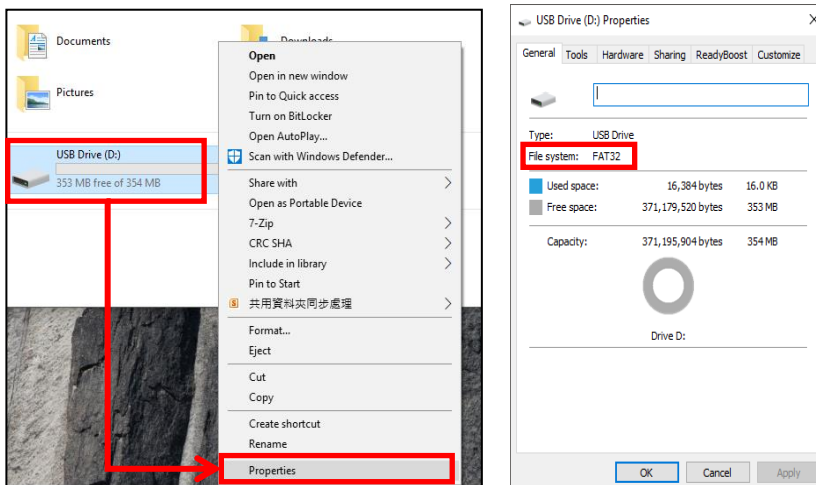 Documents
Downloads
Pictures
USB Drive (D:)
353 MB free of 354 MB
Open
Open in new window
Pin to Quick access
Turn on BitLocker
Open AutoPlay...
Scan with Windows Defender...
Share with
Open as Portable Device
7-Zip
CRC SHA
Include in library
Pin to Start
S 共用資料夾同步處理
Format...
Eject
Cut
Copy
Create shortcut
Rename
Properties
USB Drive (D:) Properties
General Tools Hardware Sharing ReadyBoost Customize
Type: USB Drive
File system: FAT32
Used space: 16,384 bytes 16.0 KB
Free space: 371,179,520 bytes 353 MB
Capacity: 371,195,904 bytes 354 MB
Drive D:
OK Cancel Apply